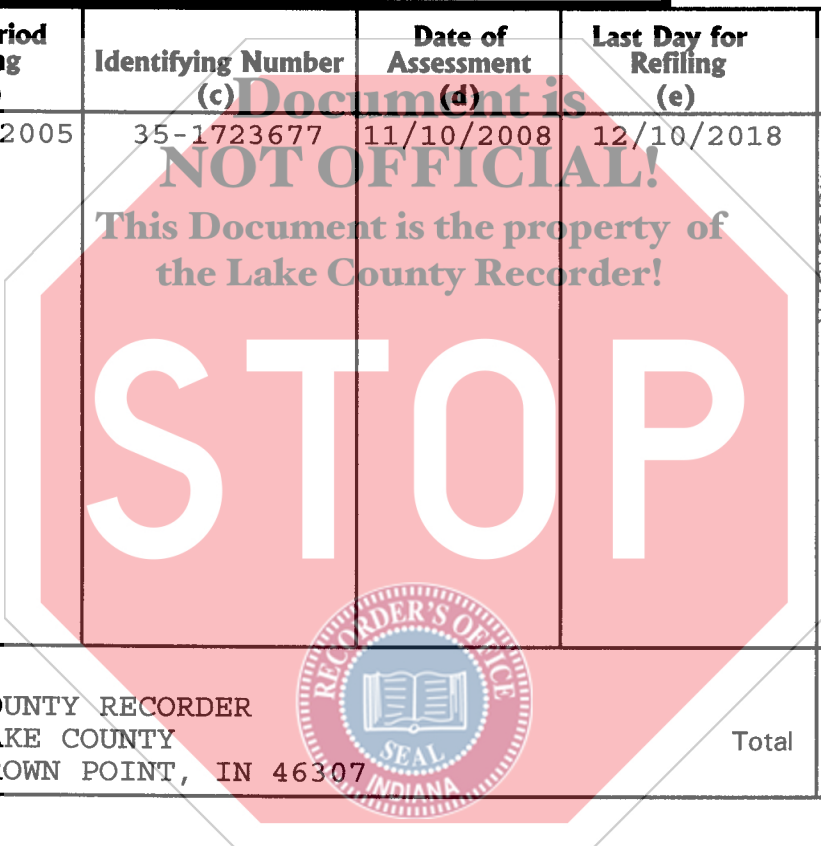 riod
ng
Identifying Number
(c)
Date of
Assessment
(d)
Last Day for
Refiling
(e)
2005 35-1723677 11/10/2008 12/10/2018
Document is
NOT OFFICIAL!
This Document is the property of
the Lake County Recorder!
STOP
RECORDER'S OFFICE
SEAL
INDIANA
OUNTY RECORDER
AKE COUNTY
ROWN POINT, IN 46307
Total